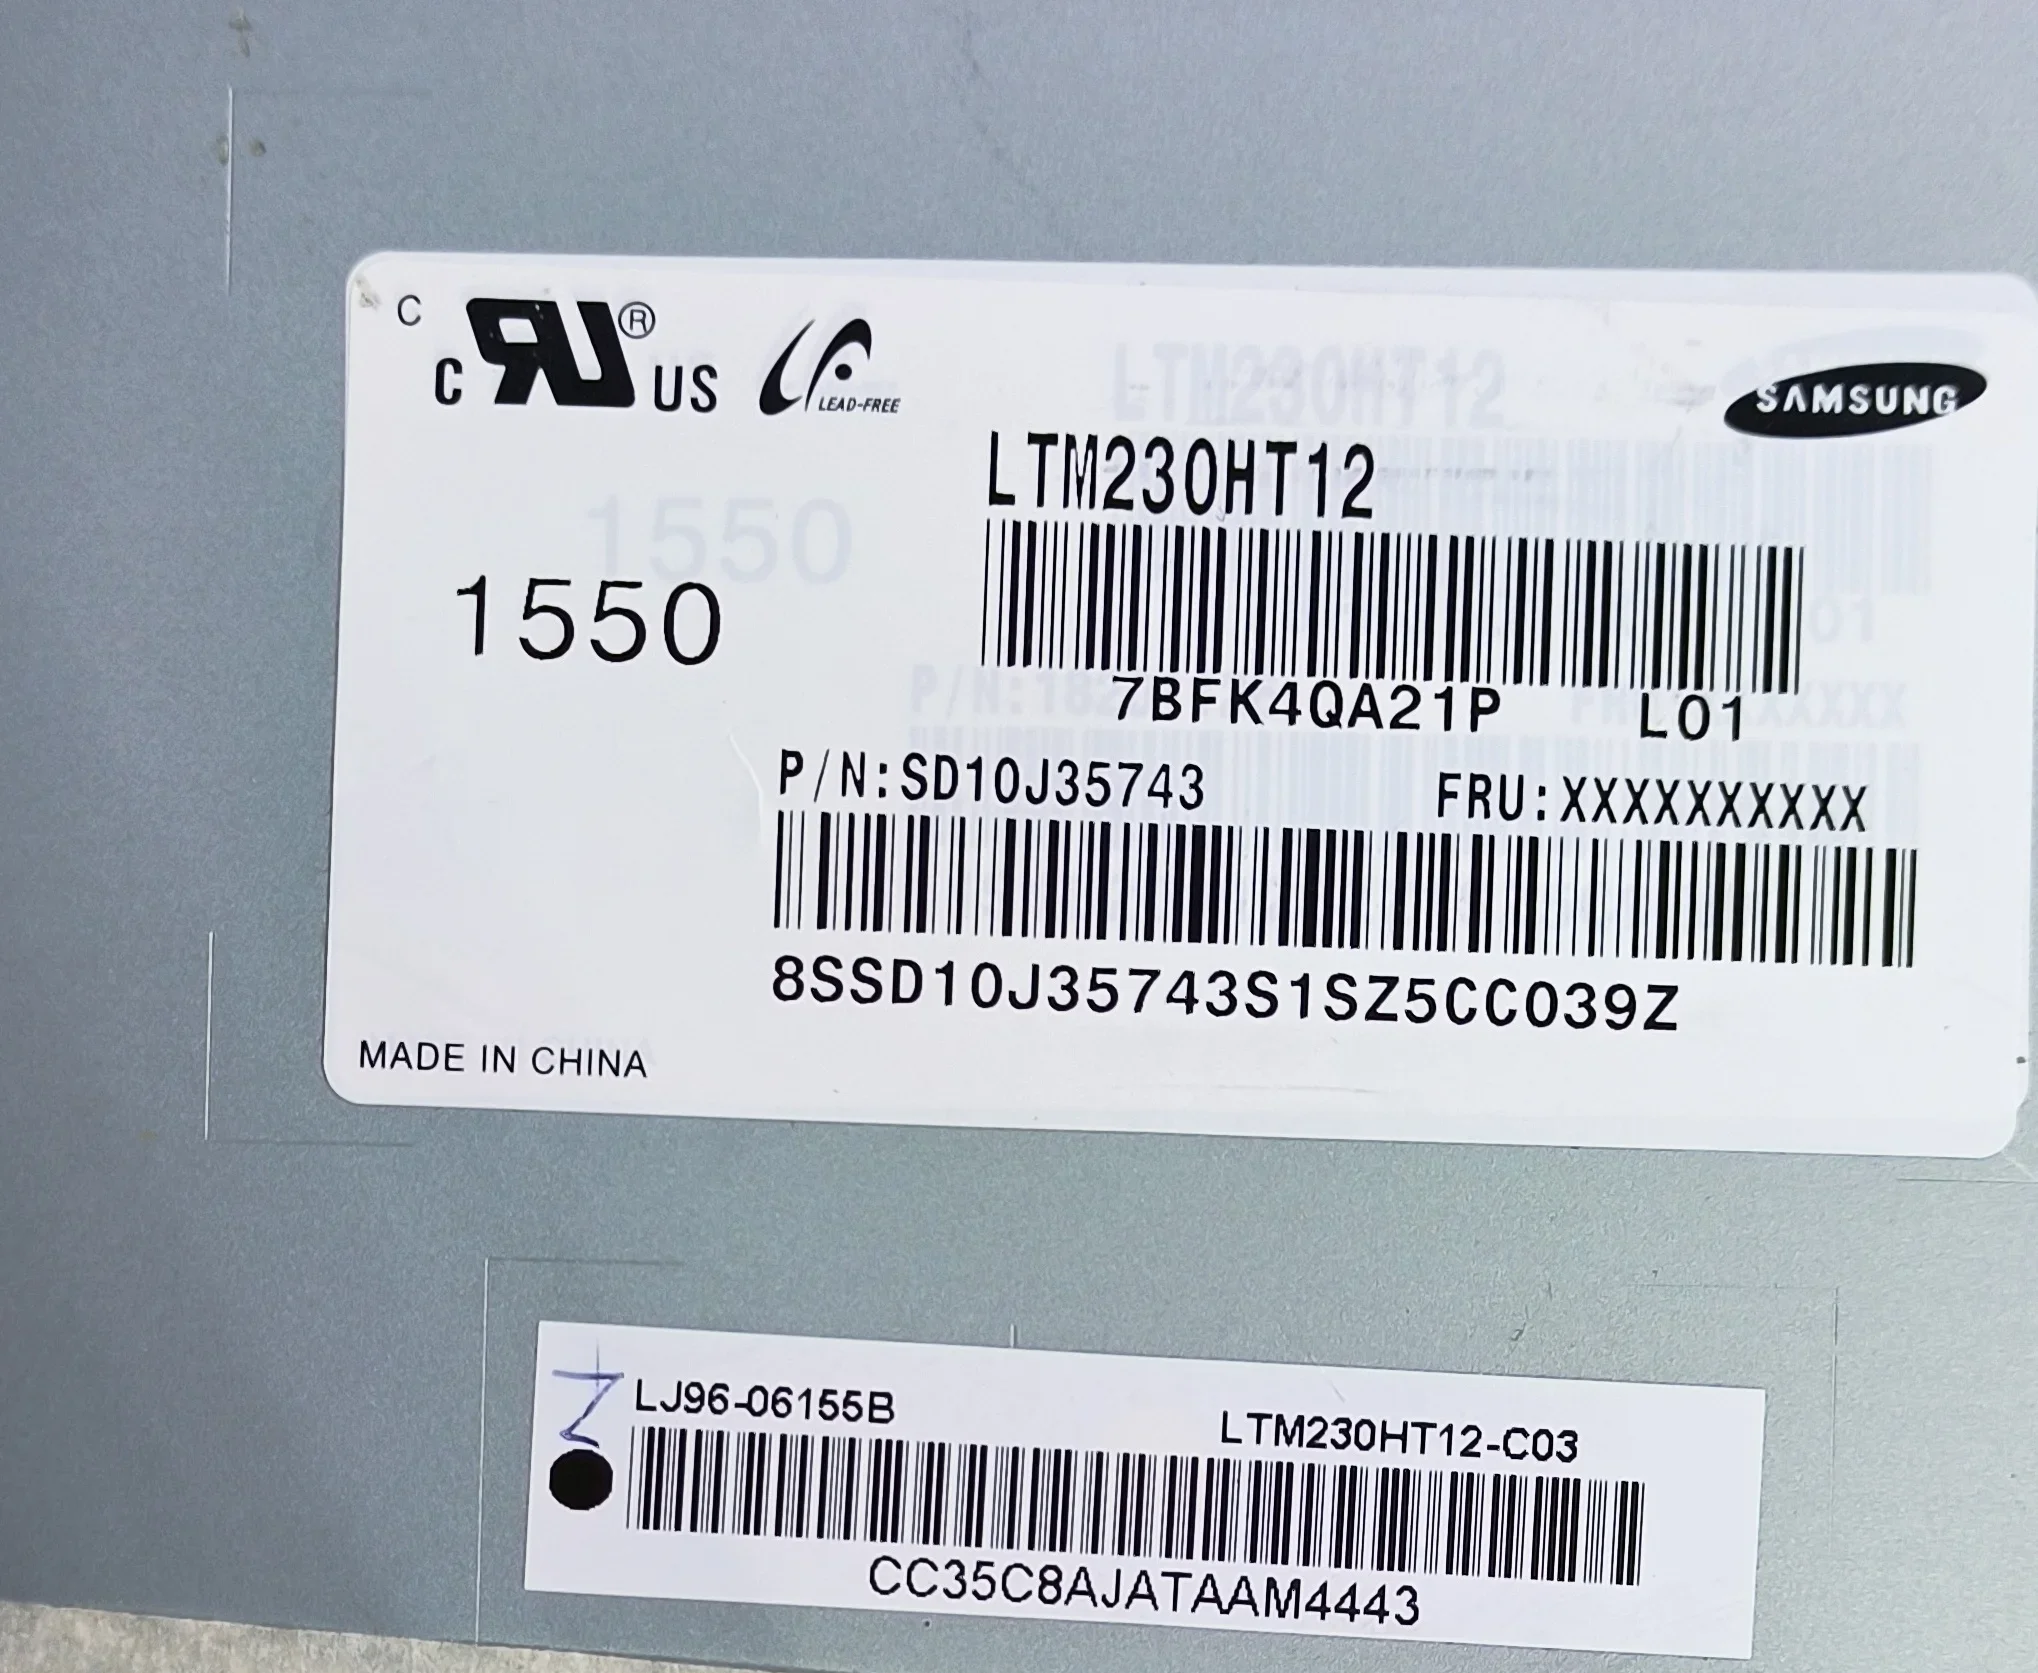 C
c RU® US LEAD-FREE
SAMSUNG
LTM230HT12
1550
7BFK4QA21P L01
P/N:SD10J35743 FRU:XXXXXXXXXX
8SSD10J35743S1SZ5CC039Z
MADE IN CHINA
LJ96-06155B LTM230HT12-C03
CC35C8AJATAAM4443